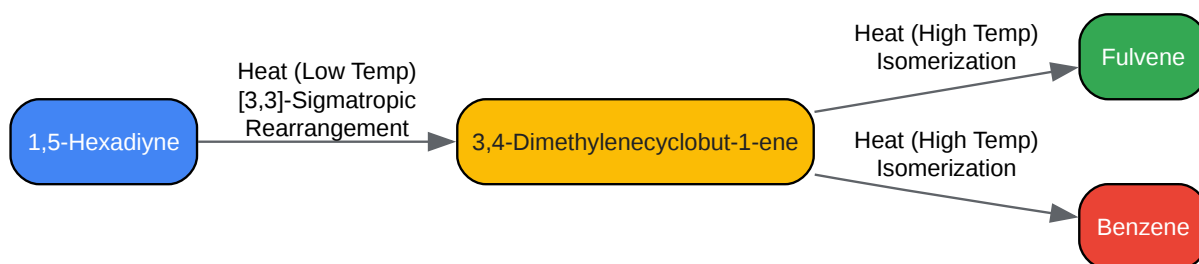 1,5-Hexadiyne
Heat (Low Temp)
[3,3]-Sigmatropic
Rearrangement
3,4-Dimethylenecyclobut-1-ene
Heat (High Temp)
Isomerization
Fulvene
Heat (High Temp)
Isomerization
Benzene